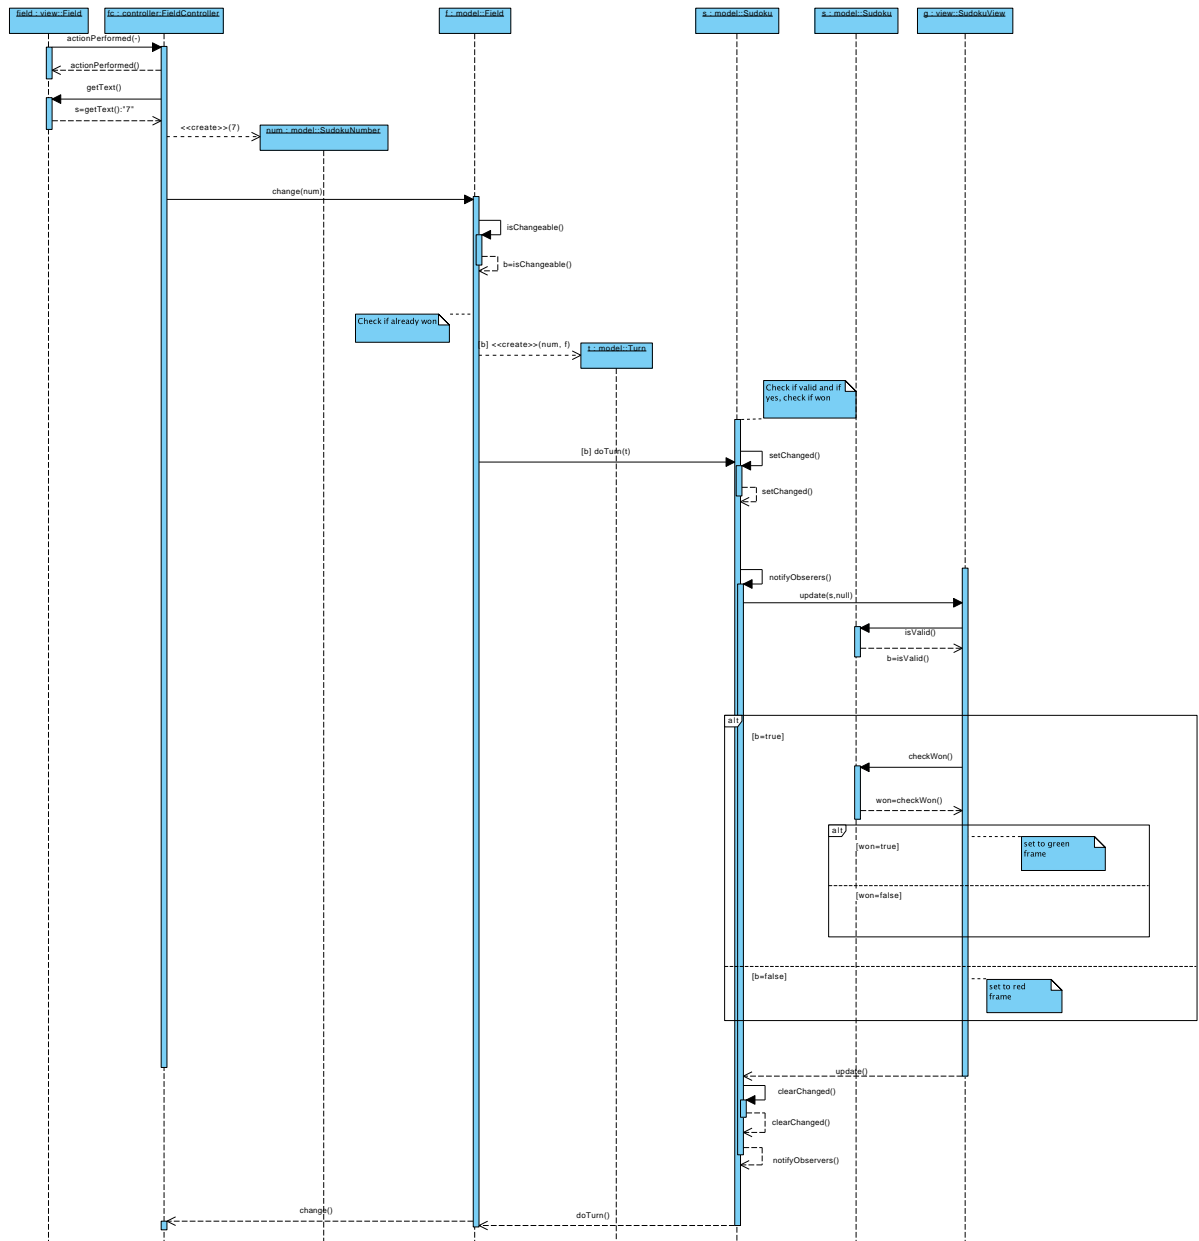 field : view::Field
fc : controller:FieldController
f : model::Field
s : model::Sudoku
s : model::Sudoku
g : view::SudokuView
actionPerformed(-)
actionPerformed()
getText()
s=getText():"7"
<<create>>(7)
num : model::SudokuNumber
change(num)
isChangeable()
b=isChangeable()
Check if already won
[b] <<create>>(num, f)
t : model::Turn
Check if valid and if
yes, check if won
[b] doTurn(t)
setChanged()
setChanged()
notifyObserers()
update(s,null)
isValid()
b=isValid()
alt
[b=true]
checkWon()
won=checkWon()
alt
[won=true]
set to green
frame
[won=false]
[b=false]
set to red
frame
update()
clearChanged()
clearChanged()
notifyObservers()
change()
doTurn()